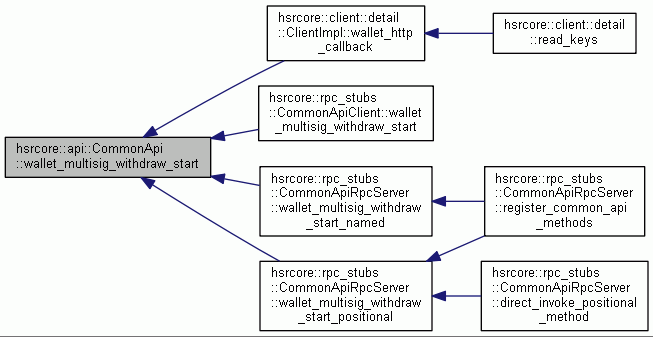 hsrcore::client::detail
::ClientImpl::wallet_http
_callback
hsrcore::client::detail
::read_keys
hsrcore::rpc_stubs
::CommonApiClient::wallet
_multisig_withdraw_start
hsrcore::api::CommonApi
::wallet_multisig_withdraw_start
hsrcore::rpc_stubs
::CommonApiRpcServer
::wallet_multisig_withdraw
_start_named
hsrcore::rpc_stubs
::CommonApiRpcServer
::register_common_api
_methods
hsrcore::rpc_stubs
::CommonApiRpcServer
::wallet_multisig_withdraw
_start_positional
hsrcore::rpc_stubs
::CommonApiRpcServer
::direct_invoke_positional
_method